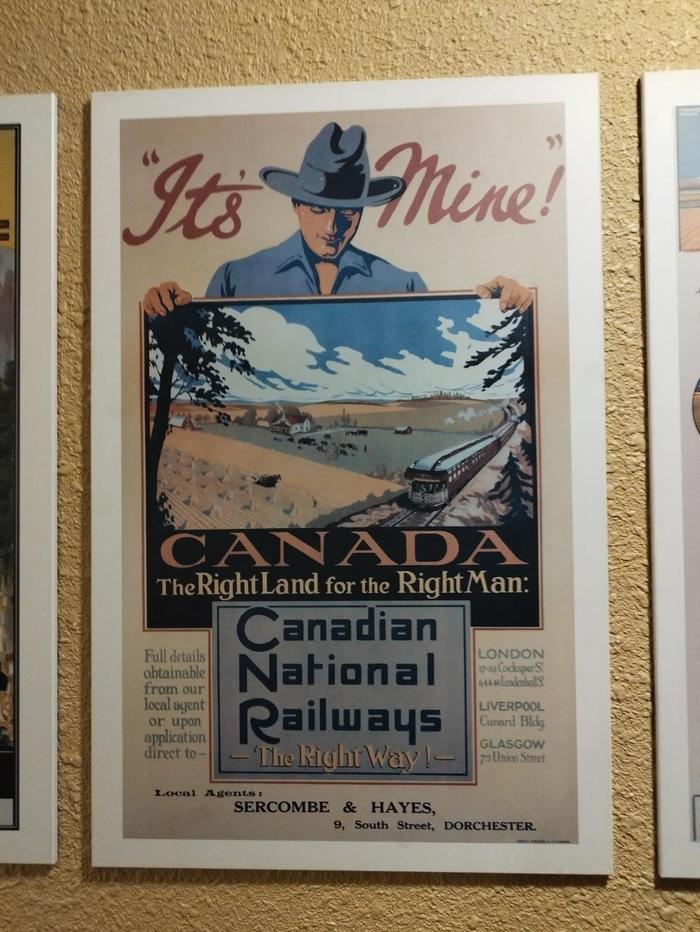 "It's Mine!"
CANADA
The Right Land for the Right Man:
Canadian
National
Railways
— The Right Way! —
Full details
obtainable
from our
local agent
or upon
application
direct to —
LONDON
17-19 Cockspur St.
Leadenhall St.
LIVERPOOL
Cunard Bldg.
GLASGOW
75 Union Street
Local Agents:
SERCOMBE & HAYES,
9, South Street, DORCHESTER.